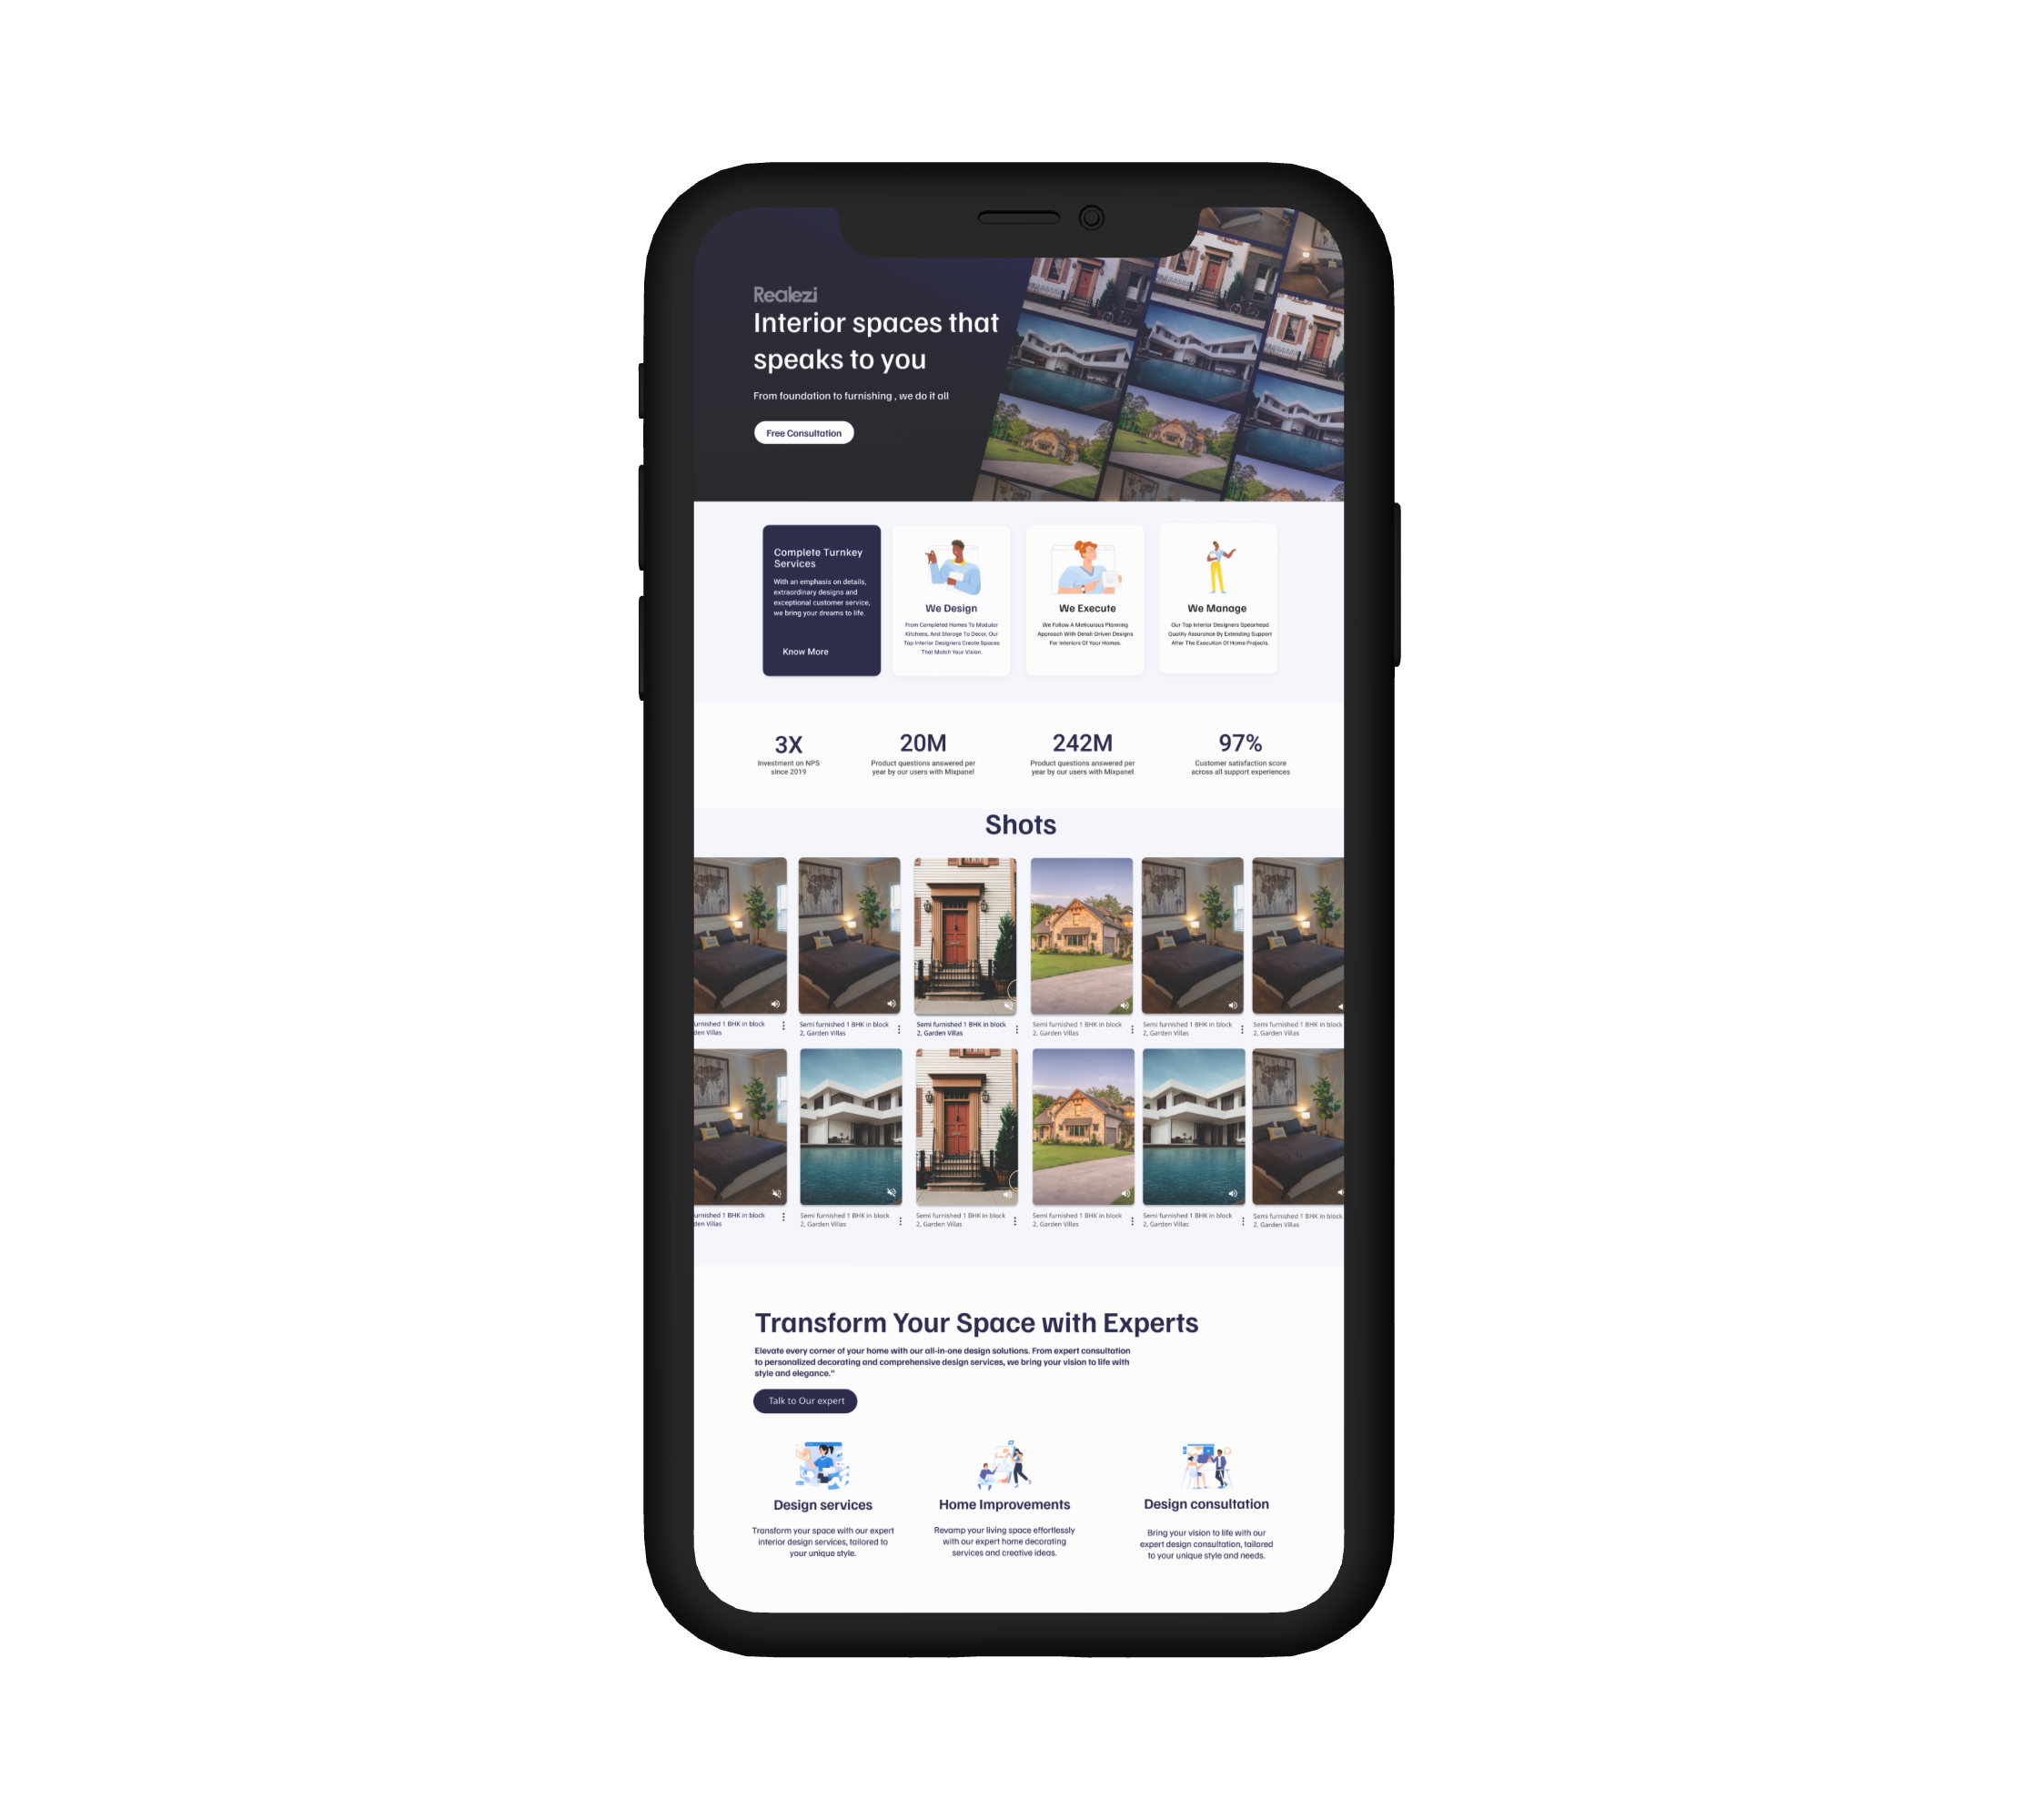 Realezi
Interior spaces that
speaks to you
From foundation to furnishing , we do it all
Free Consultation
Complete Turnkey
Services
With an emphasis on details,
extraordinary designs and
exceptional customer service,
we bring your dreams to life.
Know More
We Design
From Completed Homes To Modular
Kitchens, And Storage To Decor, Our
Top Interior Designers Create Spaces
That Match Your Vision.
We Execute
We Follow A Meticulous Planning
Approach With Detail-Driven Designs
For Interiors Of Your Homes.
We Manage
Our Top Interior Designers Spearhead
Quality Assurance By Extending Support
After The Execution Of Home Projects.
3X
Investment on NPS
since 2019
20M
Product questions answered per
year by our users with Mixpanel
242M
Product questions answered per
year by our users with Mixpanel
97%
Customer satisfaction score
across all support experiences
Shots
urnished 1 BHK in block
den Villas
Semi furnished 1 BHK in block
2, Garden Villas
Semi furnished 1 BHK in block
2, Garden Villas
Semi furnished 1 BHK in block
2, Garden Villas
Semi furnished 1 BHK in block
2, Garden Villas
Semi furnished 1 BHK in block
2, Garden Villas
urnished 1 BHK in block
den Villas
Semi furnished 1 BHK in block
2, Garden Villas
Semi furnished 1 BHK in block
2, Garden Villas
Semi furnished 1 BHK in block
2, Garden Villas
Semi furnished 1 BHK in block
2, Garden Villas
Semi furnished 1 BHK in block
2, Garden Villas
Transform Your Space with Experts
Elevate every corner of your home with our all-in-one design solutions. From expert consultation
to personalized decorating and comprehensive design services, we bring your vision to life with
style and elegance."
Talk to Our expert
Design services
Transform your space with our expert
interior design services, tailored to
your unique style.
Home Improvements
Revamp your living space effortlessly
with our expert home decorating
services and creative ideas.
Design consultation
Bring your vision to life with our
expert design consultation, tailored
to your unique style and needs.